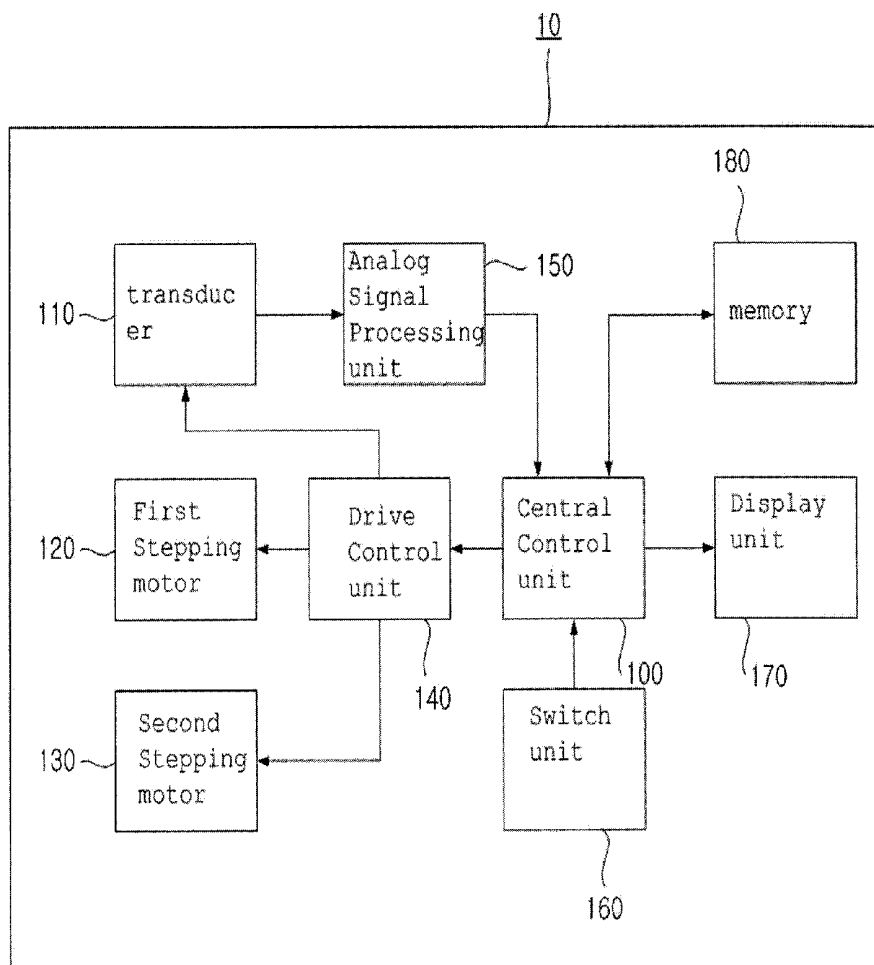 10
180
150
Analog
Signal
Processing
unit
transduc
er
110
memory
First
Stepping
motor
120
Drive
Control
unit
Central
Control
unit
Display
unit
140
100
170
Second
Stepping
motor
130
Switch
unit
160